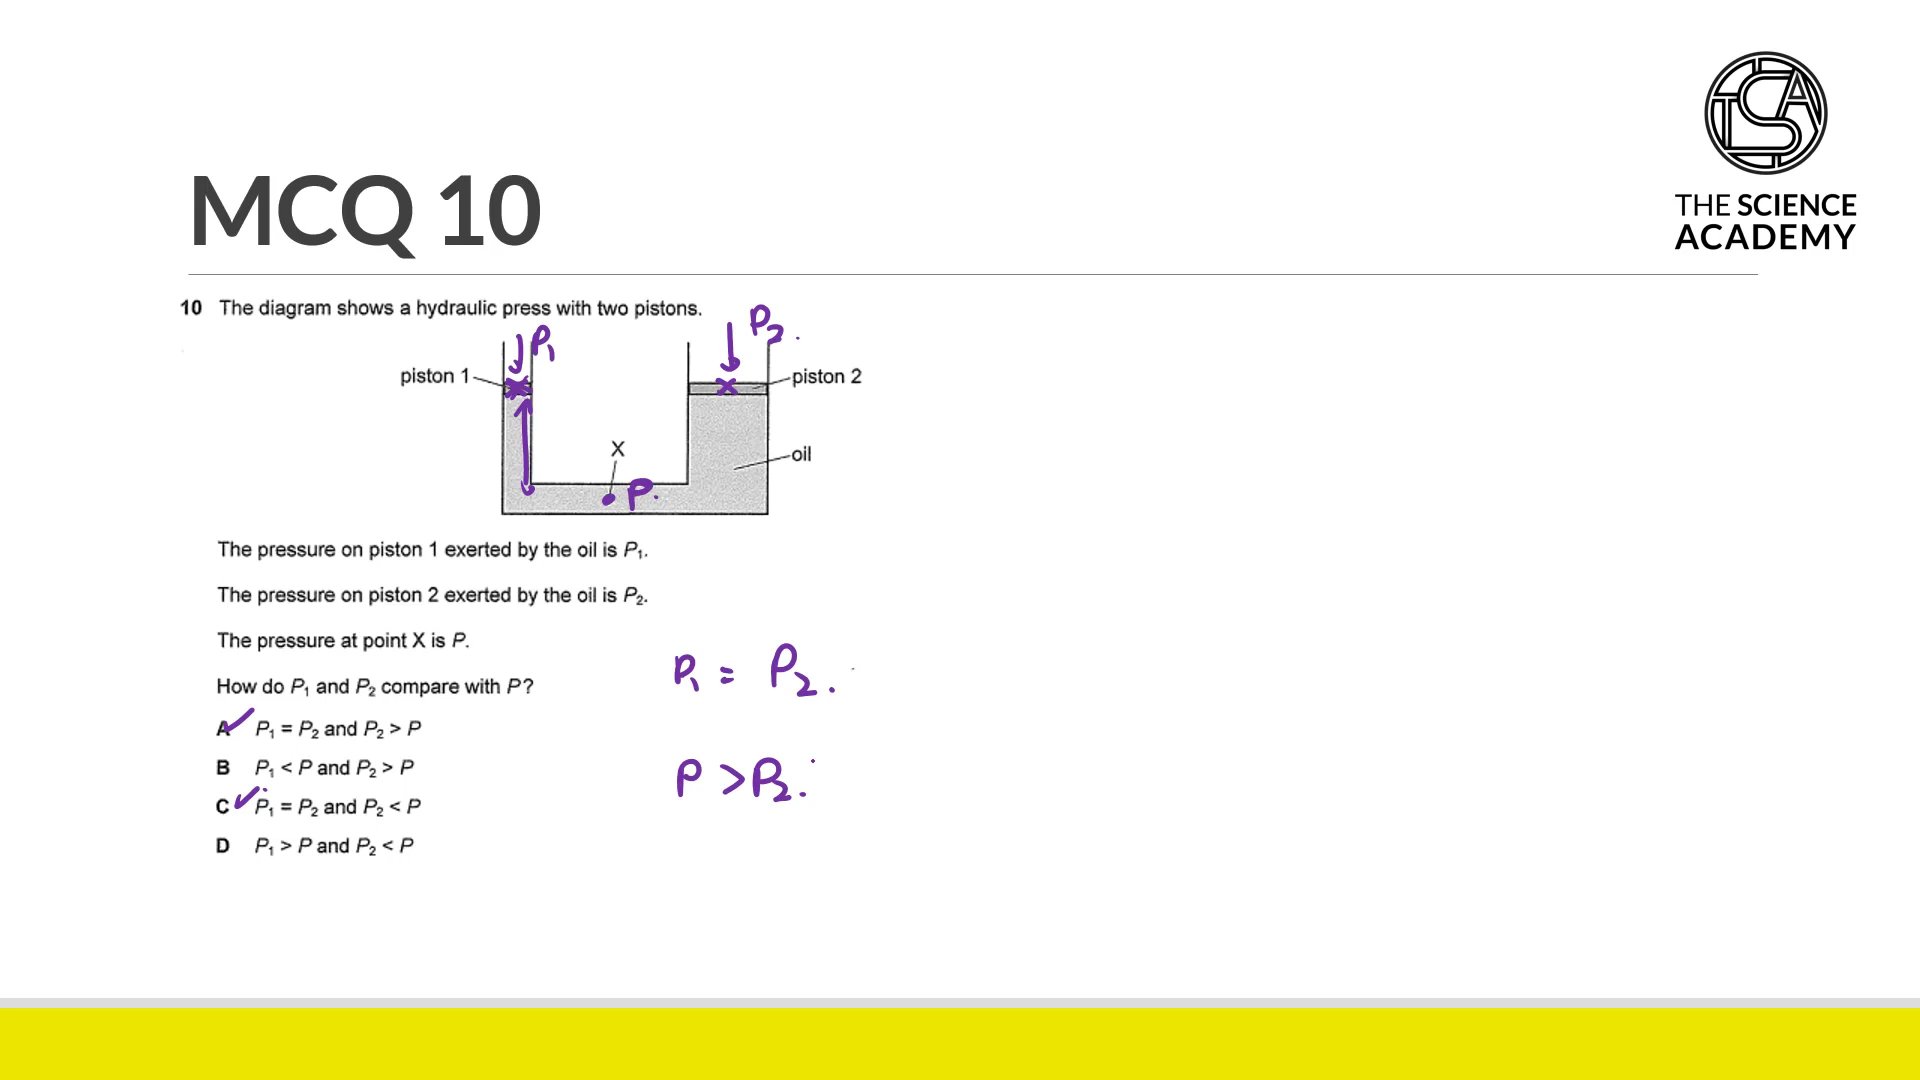 THE SCIENCE
ACADEMY
MCQ 10
10 The diagram shows a hydraulic press with two pistons.
P₁
P₂.
piston 1
piston 2
X
oil
P.
The pressure on piston 1 exerted by the oil is P₁.
The pressure on piston 2 exerted by the oil is P₂.
The pressure at point X is P.
How do P₁ and P₂ compare with P?
P₁ = P₂.
A ✓ P₁ = P₂ and P₂ > P
B P₁ < P and P₂ > P
P > P₂.
C ✓ P₁ = P₂ and P₂ < P
D P₁ > P and P₂ < P